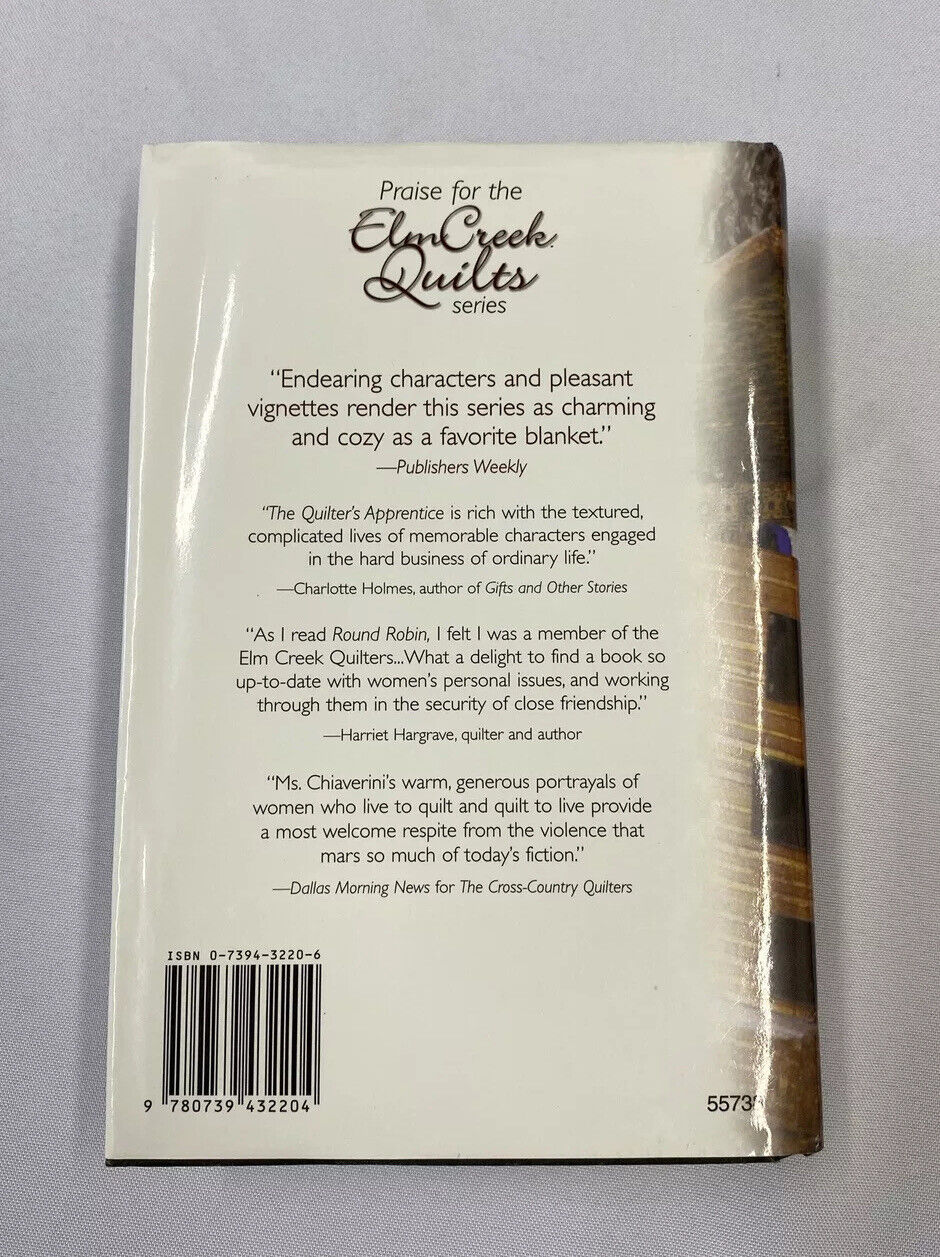 Praise for the
Elm Creek
Quilts
series
“Endearing characters and pleasant
vignettes render this series as charming
and cozy as a favorite blanket.”
—Publishers Weekly
“The Quilter’s Apprentice is rich with the textured,
complicated lives of memorable characters engaged
in the hard business of ordinary life.”
—Charlotte Holmes, author of Gifts and Other Stories
“As I read Round Robin, I felt I was a member of the
Elm Creek Quilters...What a delight to find a book so
up-to-date with women’s personal issues, and working
through them in the security of close friendship.”
—Harriet Hargrave, quilter and author
“Ms. Chiaverini’s warm, generous portrayals of
women who live to quilt and quilt to live provide
a most welcome respite from the violence that
mars so much of today’s fiction.”
—Dallas Morning News for The Cross-Country Quilters
ISBN 0-7394-3220-6
9 780739 432204